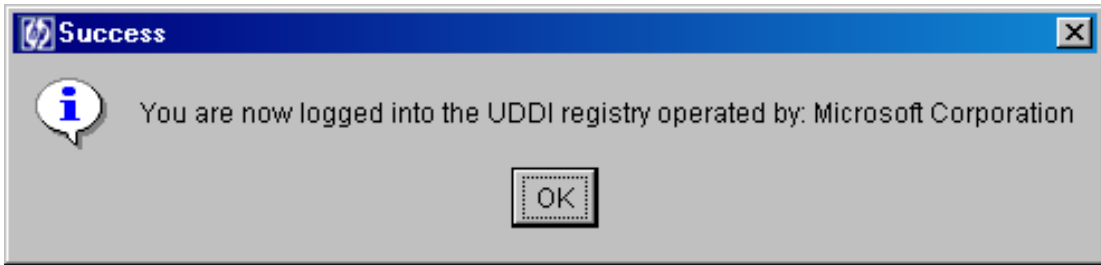 Success
You are now logged into the UDDI registry operated by: Microsoft Corporation
OK